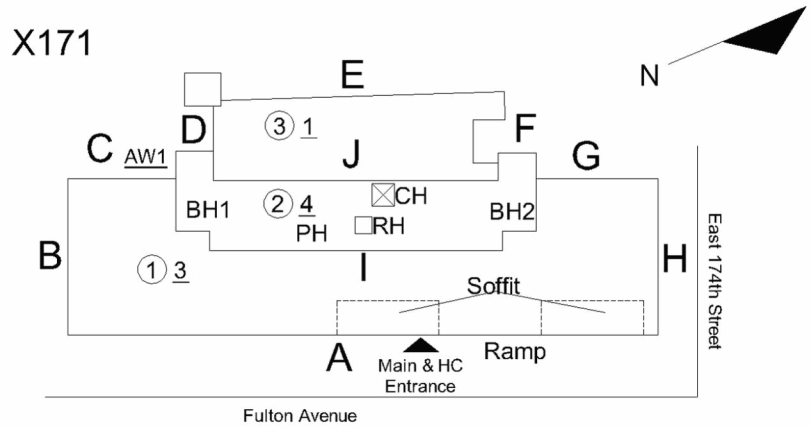 X171
N
E
③ 1
D
F
C
AW1
J
G
② 4
CH
BH1
BH2
PH
RH
B
① 3
I
H
East 174th Street
Soffit
A
Main & HC
Entrance
Ramp
Fulton Avenue